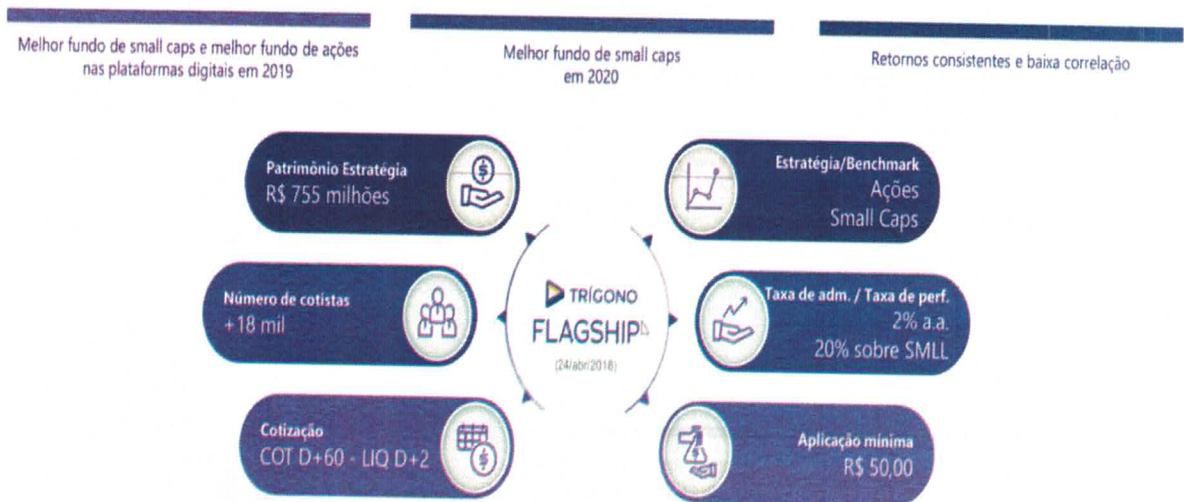 Melhor fundo de small caps e melhor fundo de ações
nas plataformas digitais em 2019
Melhor fundo de small caps
em 2020
Retornos consistentes e baixa correlação
Patrimônio Estratégia
R$ 755 milhões
Estratégia/Benchmark
Ações
Small Caps
Número de cotistas
+18 mil
TRÍGONO
FLAGSHIP
(24/abr/2018)
Taxa de adm. / Taxa de perf.
2% a.a.
20% sobre SMLL
Cotização
COT D+60 - LIQ D+2
Aplicação mínima
R$ 50,00